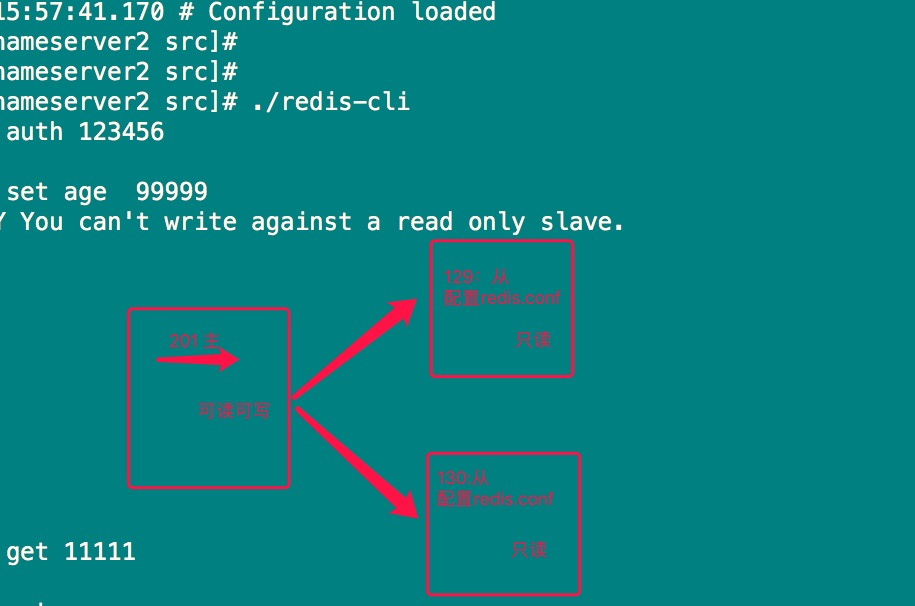 15:57:41.170 # Configuration loaded
nameserver2 src]#
nameserver2 src]#
nameserver2 src]# ./redis-cli
auth 123456
set age  99999
Y You can't write against a read only slave.
129：从
配置redis.conf
只读
201 主
可读可写
130:从
配置redis.conf
只读
get 11111